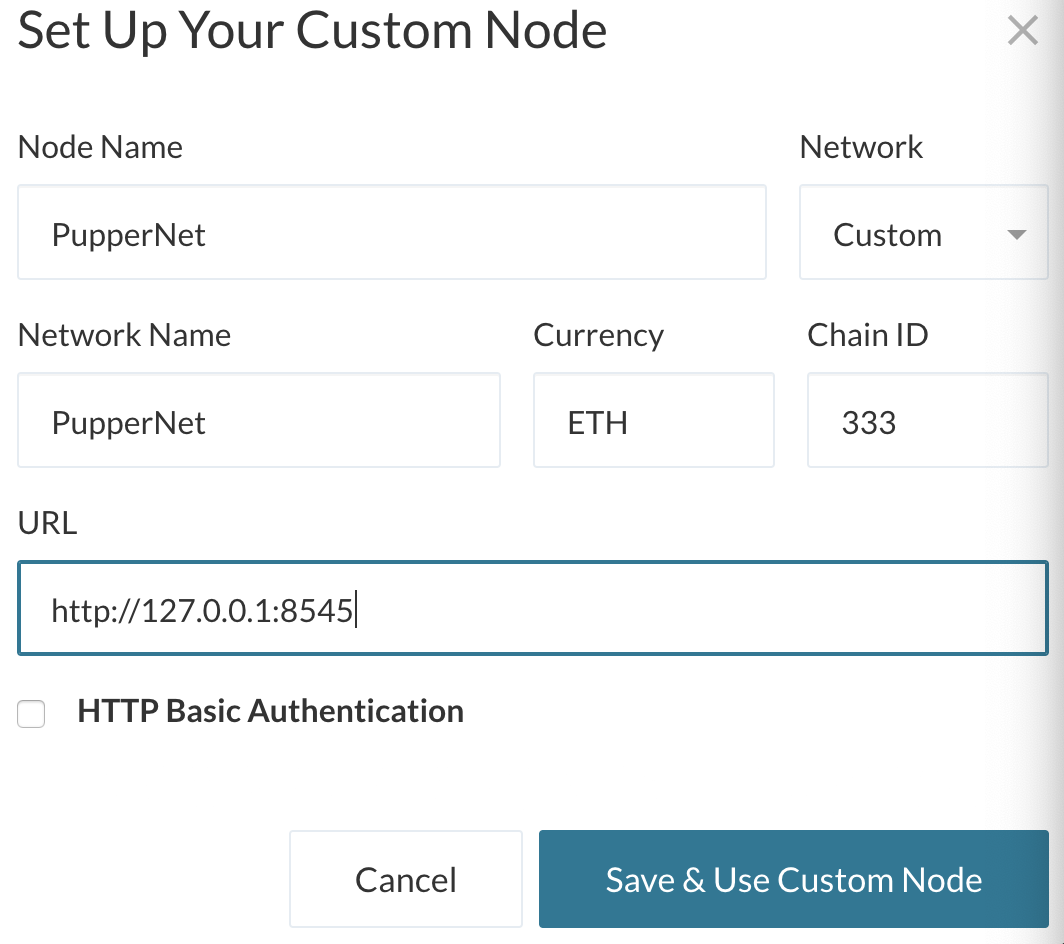 Set Up Your Custom Node
Node Name
Network
PupperNet
Custom
Network Name
Currency
Chain ID
PupperNet
ETH
333
URL
http://127.0.0.1:8545
HTTP Basic Authentication
Cancel
Save & Use Custom Node